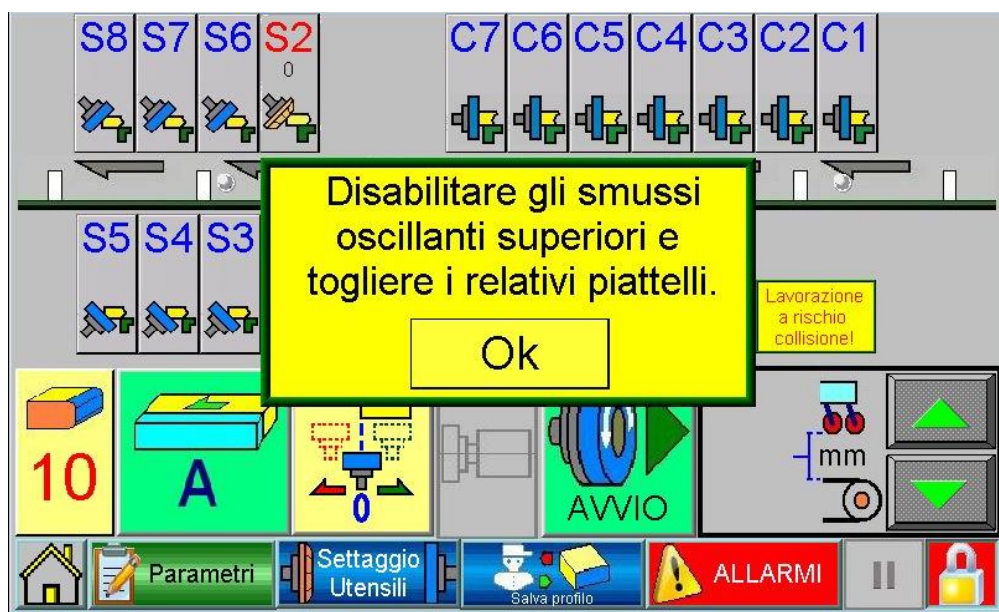 S8 S7 S6 S2 C7 C6 C5 C4 C3 C2 C1
0
Disabilitare gli smussi
oscillanti superiori e
togliere i relativi piattelli.
Ok
S5 S4 S3
Lavorazione
a rischio
collisione!
10
A
0
AVVIO
mm
Parametri
Settaggio
Utensili
Salva profilo
ALLARMI